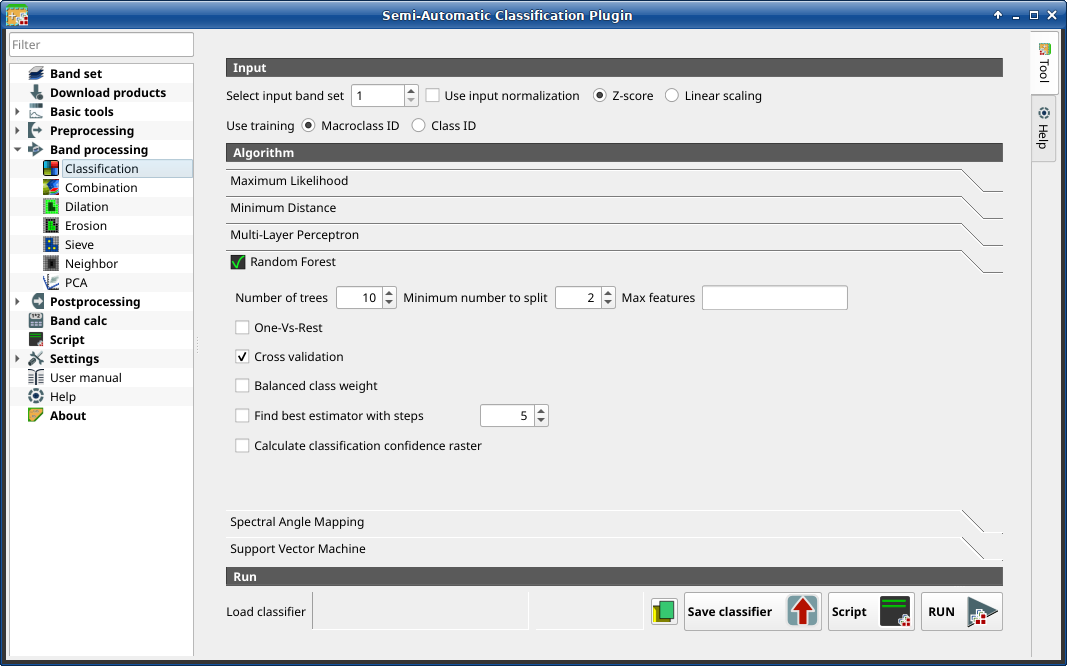 Semi-Automatic Classification Plugin
Filter
Band set
Download products
Basic tools
Preprocessing
Band processing
Classification
Combination
Dilation
Erosion
Sieve
Neighbor
PCA
Postprocessing
Band calc
Script
Settings
User manual
Help
About
Input
Select input band set 1 Use input normalization Z-score Linear scaling
Use training Macroclass ID Class ID
Algorithm
Maximum Likelihood
Minimum Distance
Multi-Layer Perceptron
Random Forest
Number of trees 10 Minimum number to split 2 Max features
One-Vs-Rest
Cross validation
Balanced class weight
Find best estimator with steps 5
Calculate classification confidence raster
Spectral Angle Mapping
Support Vector Machine
Run
Load classifier Save classifier Script RUN
Tool
Help